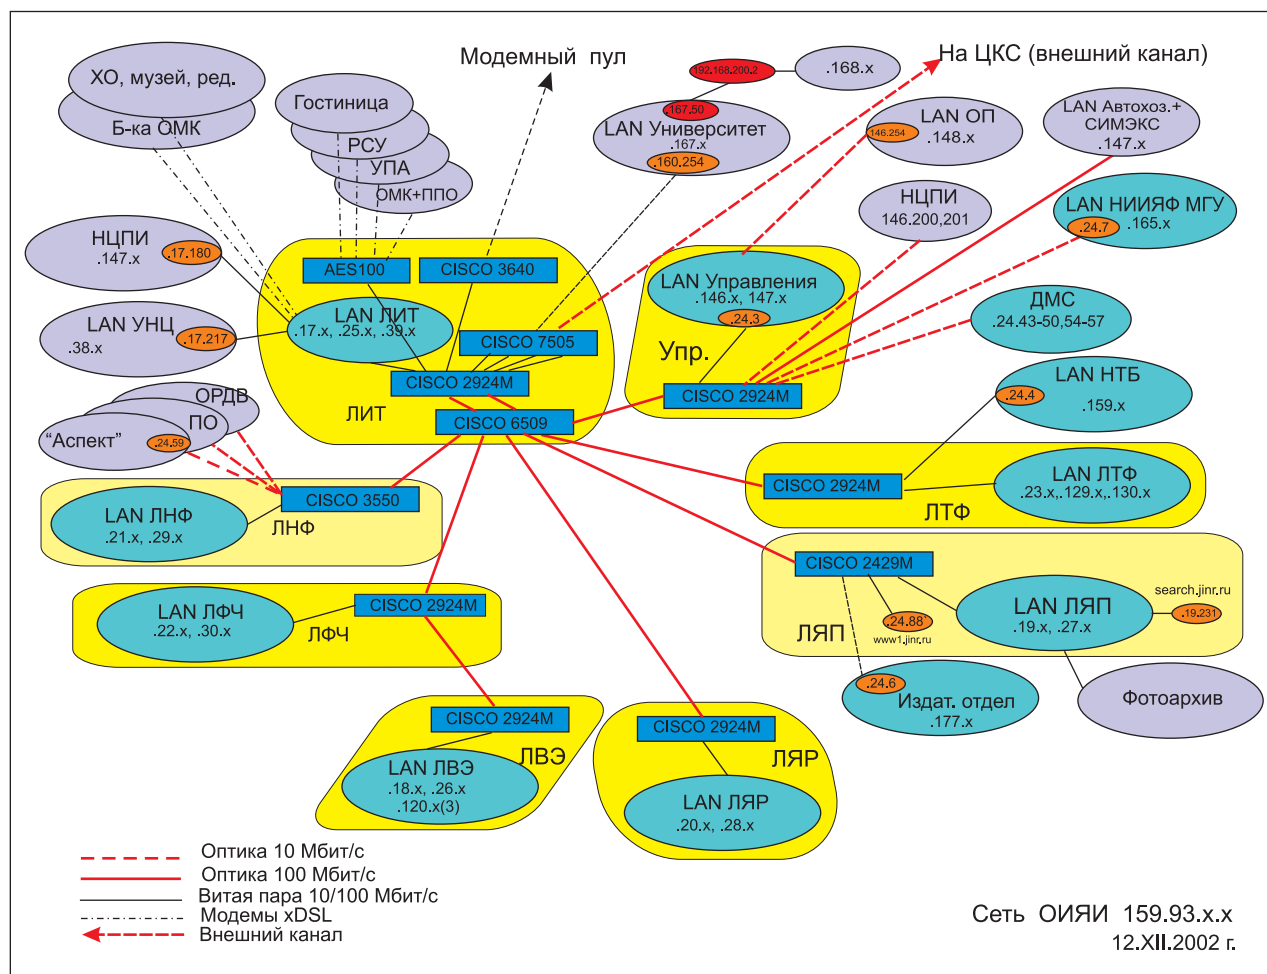 Модемный пул
На ЦКС (внешний канал)
ХО, музей, ред.
Б-ка ОМК
Гостиница
РСУ
УПА
ОМК+ППО
192.168.200.2
.168.x
.167,50
LAN Университет
.167.x
.160.254
LAN ОП
146.254
.148.x
LAN Автохоз.+
СИМЭКС
.147.x
НЦПИ
146.200,201
LAN НИИЯФ МГУ
.24.7
.165.x
НЦПИ
.147.x
.17.180
LAN УНЦ
.38.x
.17.217
AES100
CISCO 3640
LAN ЛИТ
.17.x, .25.x, .39.x
CISCO 7505
CISCO 2924M
ЛИТ
CISCO 6509
LAN Управления
.146.x, 147.x
.24.3
Упр.
CISCO 2924M
ДМС
.24.43-50,54-57
LAN НТБ
.24.4
.159.x
ОРДВ
ПО
“Аспект”
.24.59
CISCO 3550
LAN ЛНФ
.21.x, .29.x
ЛНФ
CISCO 2924M
LAN ЛТФ
.23.x,.129.x,.130.x
ЛТФ
CISCO 2429M
LAN ЛЯП
.19.x, .27.x
search.jinr.ru
.19.231
.24.88
www1.jinr.ru
ЛЯП
LAN ЛФЧ
.22.x, .30.x
CISCO 2924M
ЛФЧ
.24.6
Издат. отдел
.177.x
Фотоархив
CISCO 2924M
ЛВЭ
LAN ЛВЭ
.18.x, .26.x
.120.x(3)
CISCO 2924M
ЛЯР
LAN ЛЯР
.20.x, .28.x
Оптика 10 Мбит/с
Оптика 100 Мбит/с
Витая пара 10/100 Мбит/с
Модемы xDSL
Внешний канал
Сеть ОИЯИ 159.93.x.x
12.XII.2002 г.